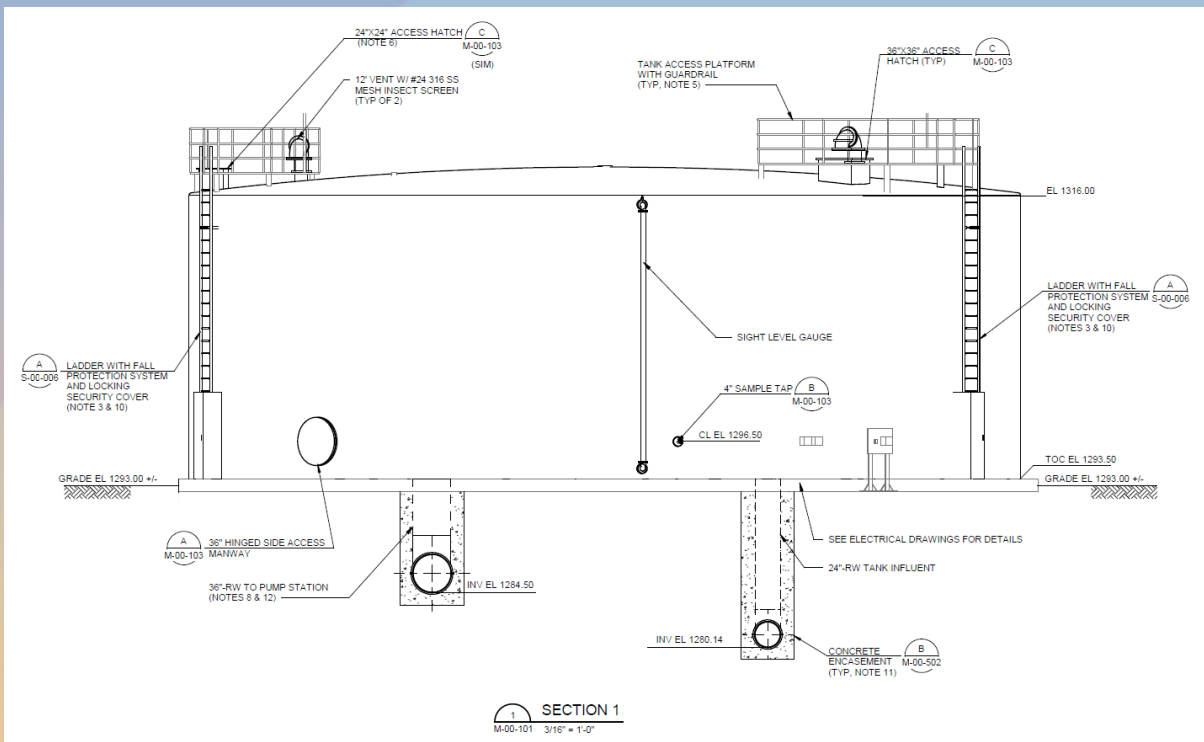 24"X24" ACCESS HATCH
(NOTE 6)
C
M-00-103
(SIM)
12" VENT W/ #24 316 SS
MESH INSECT SCREEN
(TYP OF 2)
TANK ACCESS PLATFORM
WITH GUARDRAIL
(TYP, NOTE 5)
36"X36" ACCESS
HATCH (TYP)
C
M-00-103
EL 1316.00
LADDER WITH FALL
PROTECTION SYSTEM
AND LOCKING
SECURITY COVER
(NOTES 3 & 10)
A
S-00-006
SIGHT LEVEL GAUGE
A
S-00-006
LADDER WITH FALL
PROTECTION SYSTEM
AND LOCKING
SECURITY COVER
(NOTE 3 & 10)
4" SAMPLE TAP
B
M-00-103
CL EL 1296.50
TOC EL 1293.50
GRADE EL 1293.00 +/-
GRADE EL 1293.00 +/-
A
M-00-103
36" HINGED SIDE ACCESS
MANWAY
SEE ELECTRICAL DRAWINGS FOR DETAILS
24"-RW TANK INFLUENT
36"-RW TO PUMP STATION
(NOTES 8 & 12)
INV EL 1284.50
INV EL 1280.14
CONCRETE
ENCASEMENT
(TYP, NOTE 11)
B
M-00-502
1
M-00-101
SECTION 1
3/16" = 1'-0"